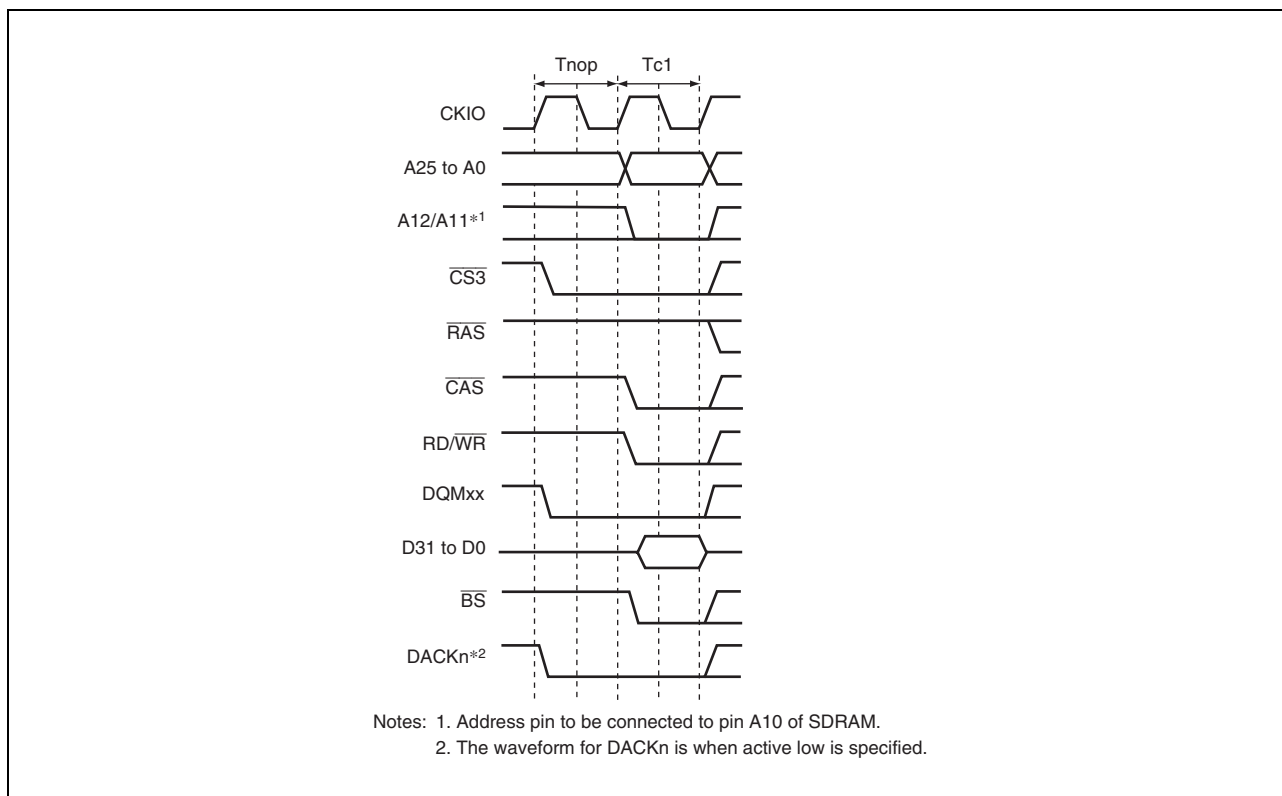 Tnop Tc1
CKIO
A25 to A0
A12/A11*1
CS3
RAS
CAS
RD/WR
DQMxx
D31 to D0
BS
DACKn*2
Notes: 1. Address pin to be connected to pin A10 of SDRAM.
2. The waveform for DACKn is when active low is specified.